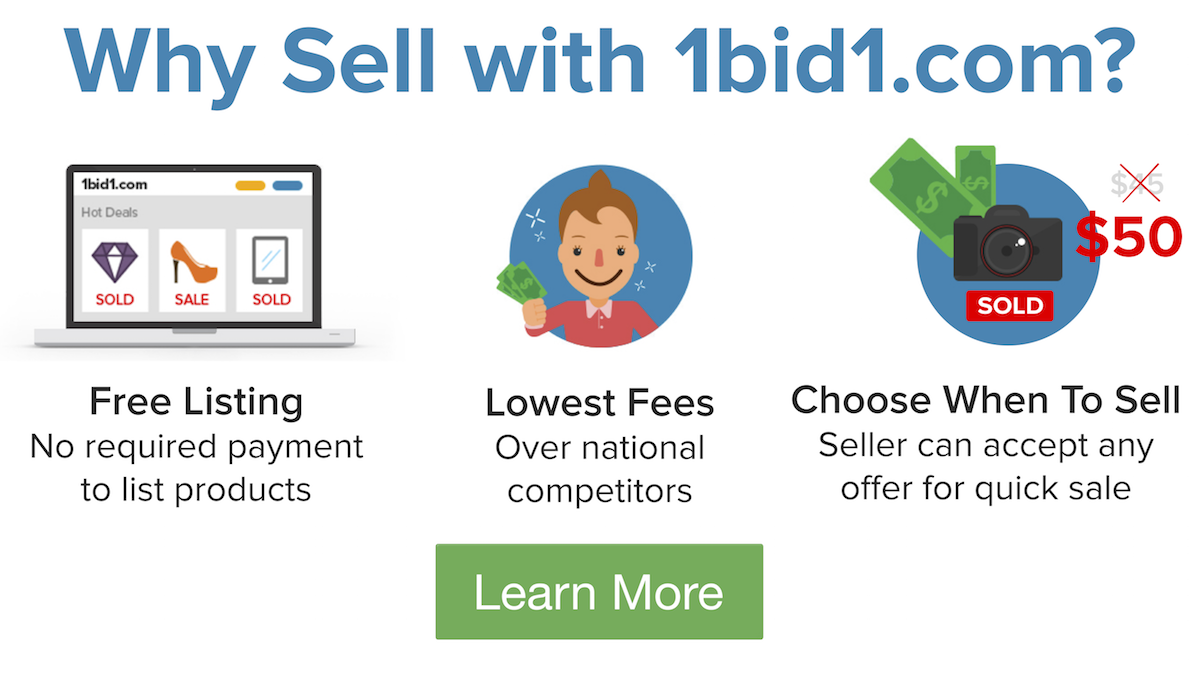 Why Sell with 1bid1.com?
1bid1.com
Hot Deals
SOLD
SALE
SOLD
$
$
$
$45
$50
SOLD
Free Listing
No required payment
to list products
Lowest Fees
Over national
competitors
Choose When To Sell
Seller can accept any
offer for quick sale
Learn More